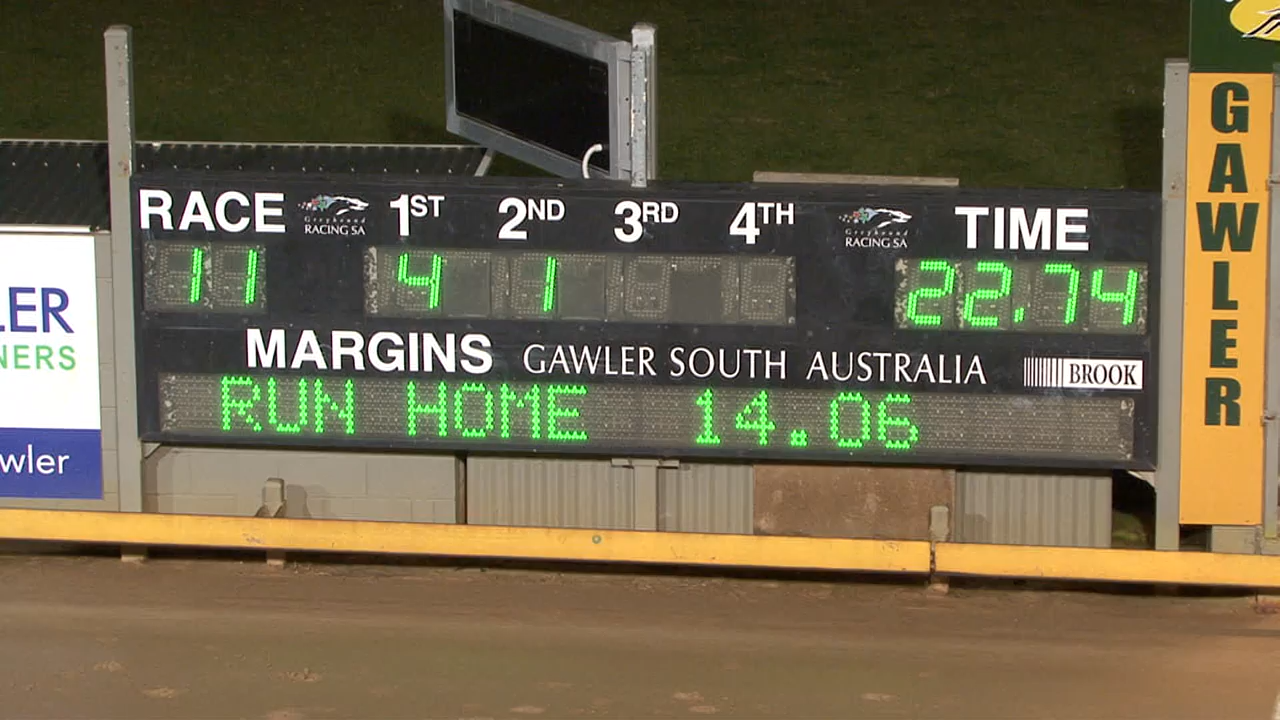 RACE Greyhound RACING SA 1ST 2ND 3RD 4TH Greyhound RACING SA TIME
11 4 1 22.74
MARGINS GAWLER SOUTH AUSTRALIA BROOK
RUN HOME 14.06
LER
NERS
wler
GAWLER